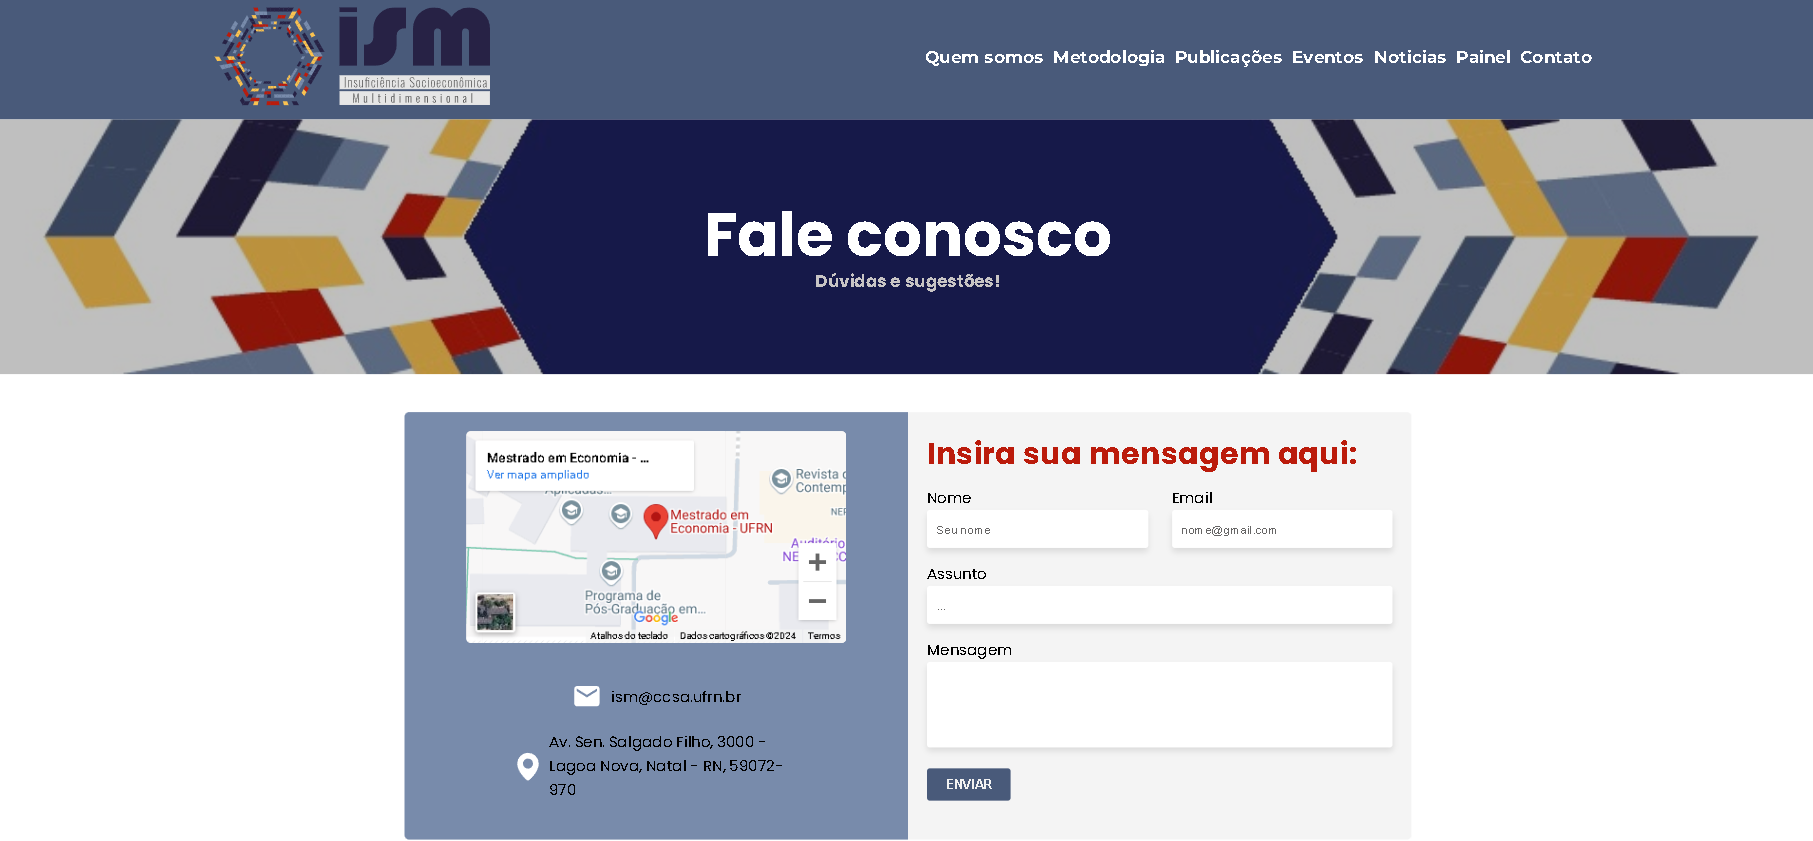 ism
Insuficiência Socioeconômica
Multidimensional
Quem somos Metodologia Publicações Eventos Noticias Painel Contato
Fale conosco
Dúvidas e sugestões!
Mestrado em Economia - ...
Ver mapa ampliado
Aplicadas...
Revista
Contemp
NEP
Mestrado em
Economia - UFRN
Auditório
Programa de
Pós-Graduação em...
Google
Atalhos do teclado Dados cartográficos ©2024 Termos
ism@ccsa.ufrn.br
Av. Sen. Salgado Filho, 3000 -
Lagoa Nova, Natal - RN, 59072-
970
Insira sua mensagem aqui:
Nome Email
Seu nome nome@gmail.com
Assunto
...
Mensagem
ENVIAR